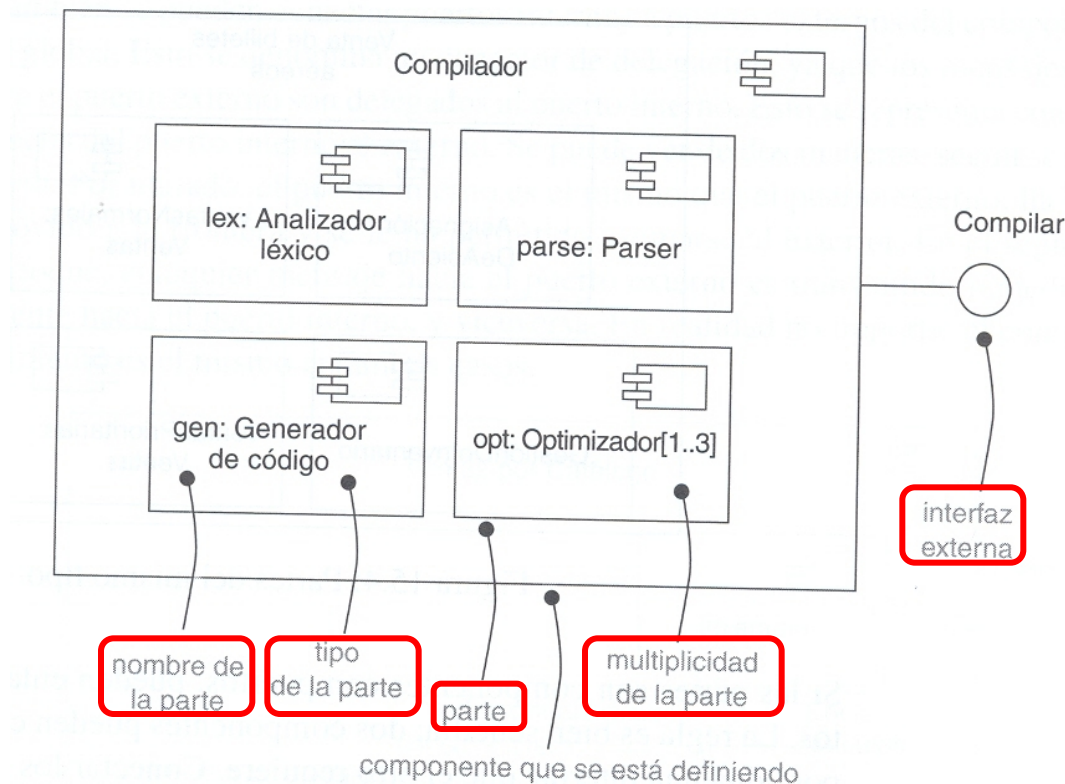 Compilador
lex: Analizador
léxico
parse: Parser
Compilar
gen: Generador
de código
opt: Optimizador[1..3]
interfaz
externa
nombre de
la parte
tipo
de la parte
parte
multiplicidad
de la parte
componente que se está definiendo